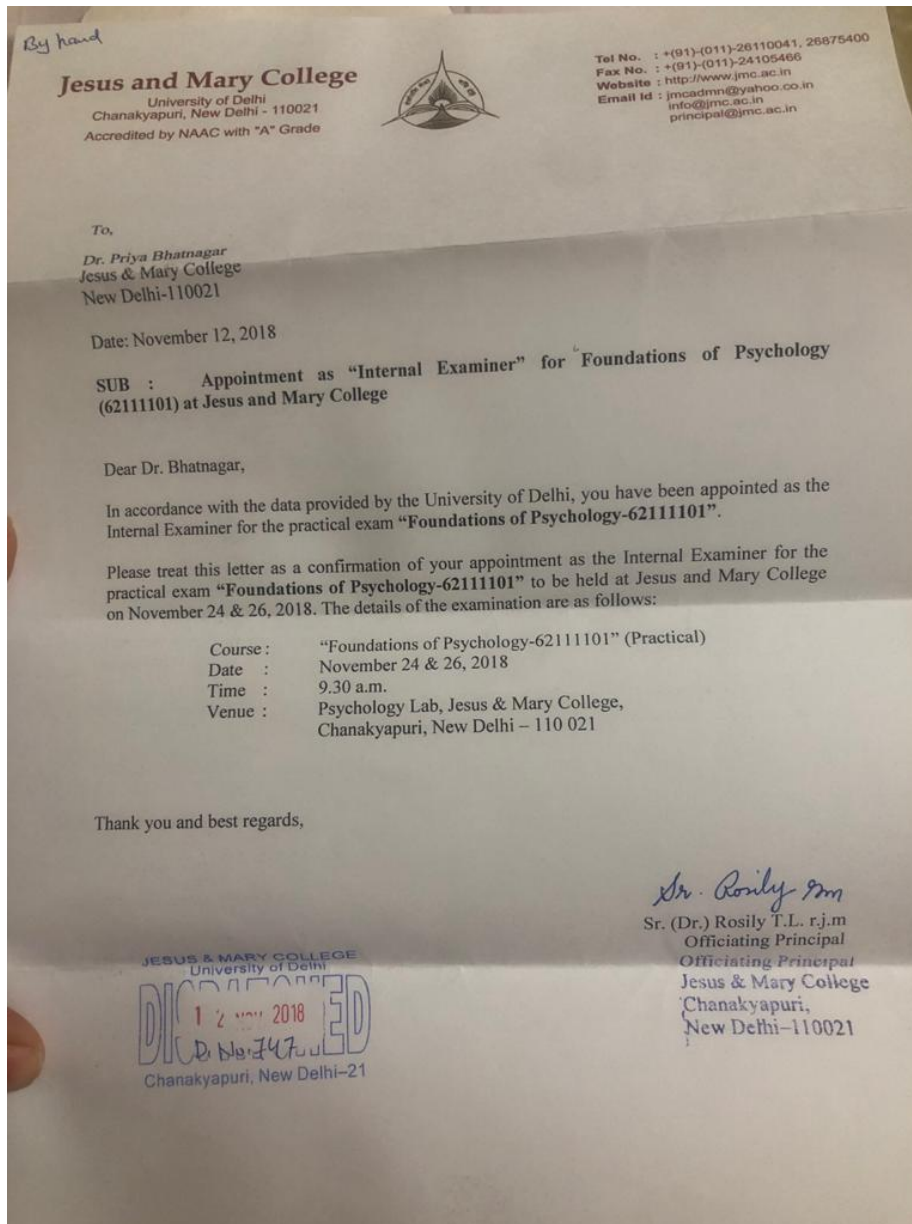 By hand
Jesus and Mary College
University of Delhi
Chanakyapuri, New Delhi - 110021
Accredited by NAAC with "A" Grade
Tel No. : +(91)-(011)-26110041, 26875400
Fax No. : +(91)-(011)-24105466
Website : http://www.jmc.ac.in
Email Id : jmcadmn@yahoo.co.in
info@jmc.ac.in
principal@jmc.ac.in
To,
Dr. Priya Bhatnagar
Jesus & Mary College
New Delhi-110021
Date: November 12, 2018
SUB : Appointment as “Internal Examiner” for Foundations of Psychology
(62111101) at Jesus and Mary College
Dear Dr. Bhatnagar,
In accordance with the data provided by the University of Delhi, you have been appointed as the
Internal Examiner for the practical exam “Foundations of Psychology-62111101”.
Please treat this letter as a confirmation of your appointment as the Internal Examiner for the
practical exam “Foundations of Psychology-62111101” to be held at Jesus and Mary College
on November 24 & 26, 2018. The details of the examination are as follows:
Course : “Foundations of Psychology-62111101” (Practical)
Date : November 24 & 26, 2018
Time : 9.30 a.m.
Venue : Psychology Lab, Jesus & Mary College,
Chanakyapuri, New Delhi – 110 021
Thank you and best regards,
Sr. Rosily
Sr. (Dr.) Rosily T.L. r.j.m
Officiating Principal
Officiating Principal
Jesus & Mary College
Chanakyapuri,
New Delhi-110021
JESUS & MARY COLLEGE
University of Delhi
12 NOV 2018
D. No. 747
Chanakyapuri, New Delhi-21